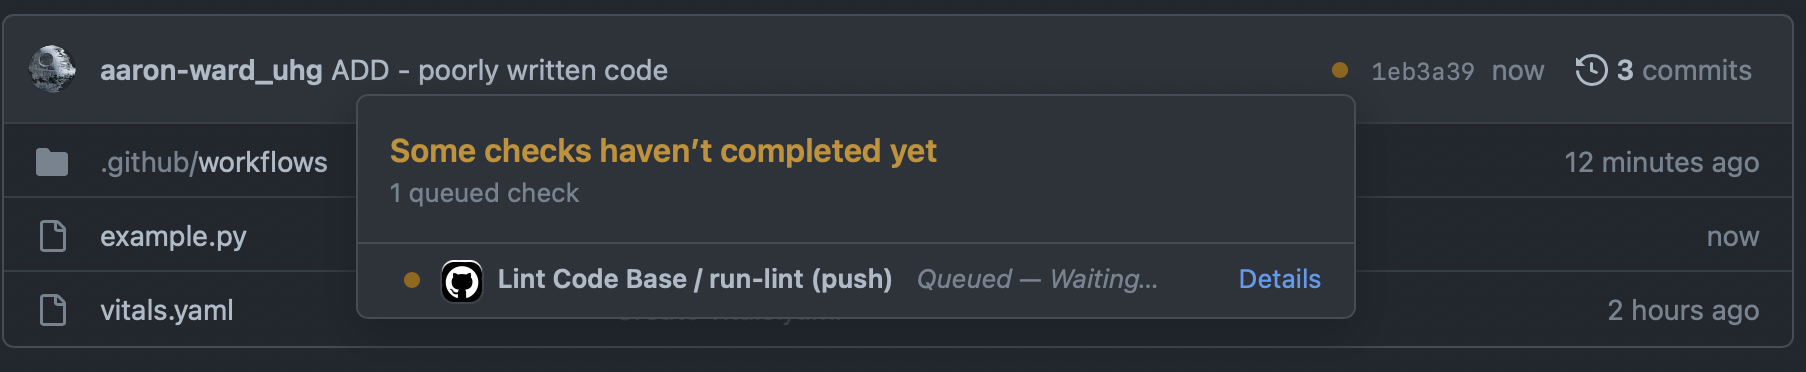 aaron-ward_uhg ADD - poorly written code 1eb3a39 now 3 commits
Some checks haven’t completed yet
1 queued check
.github/workflows 12 minutes ago
example.py now
Lint Code Base / run-lint (push) Queued — Waiting... Details
vitals.yaml 2 hours ago